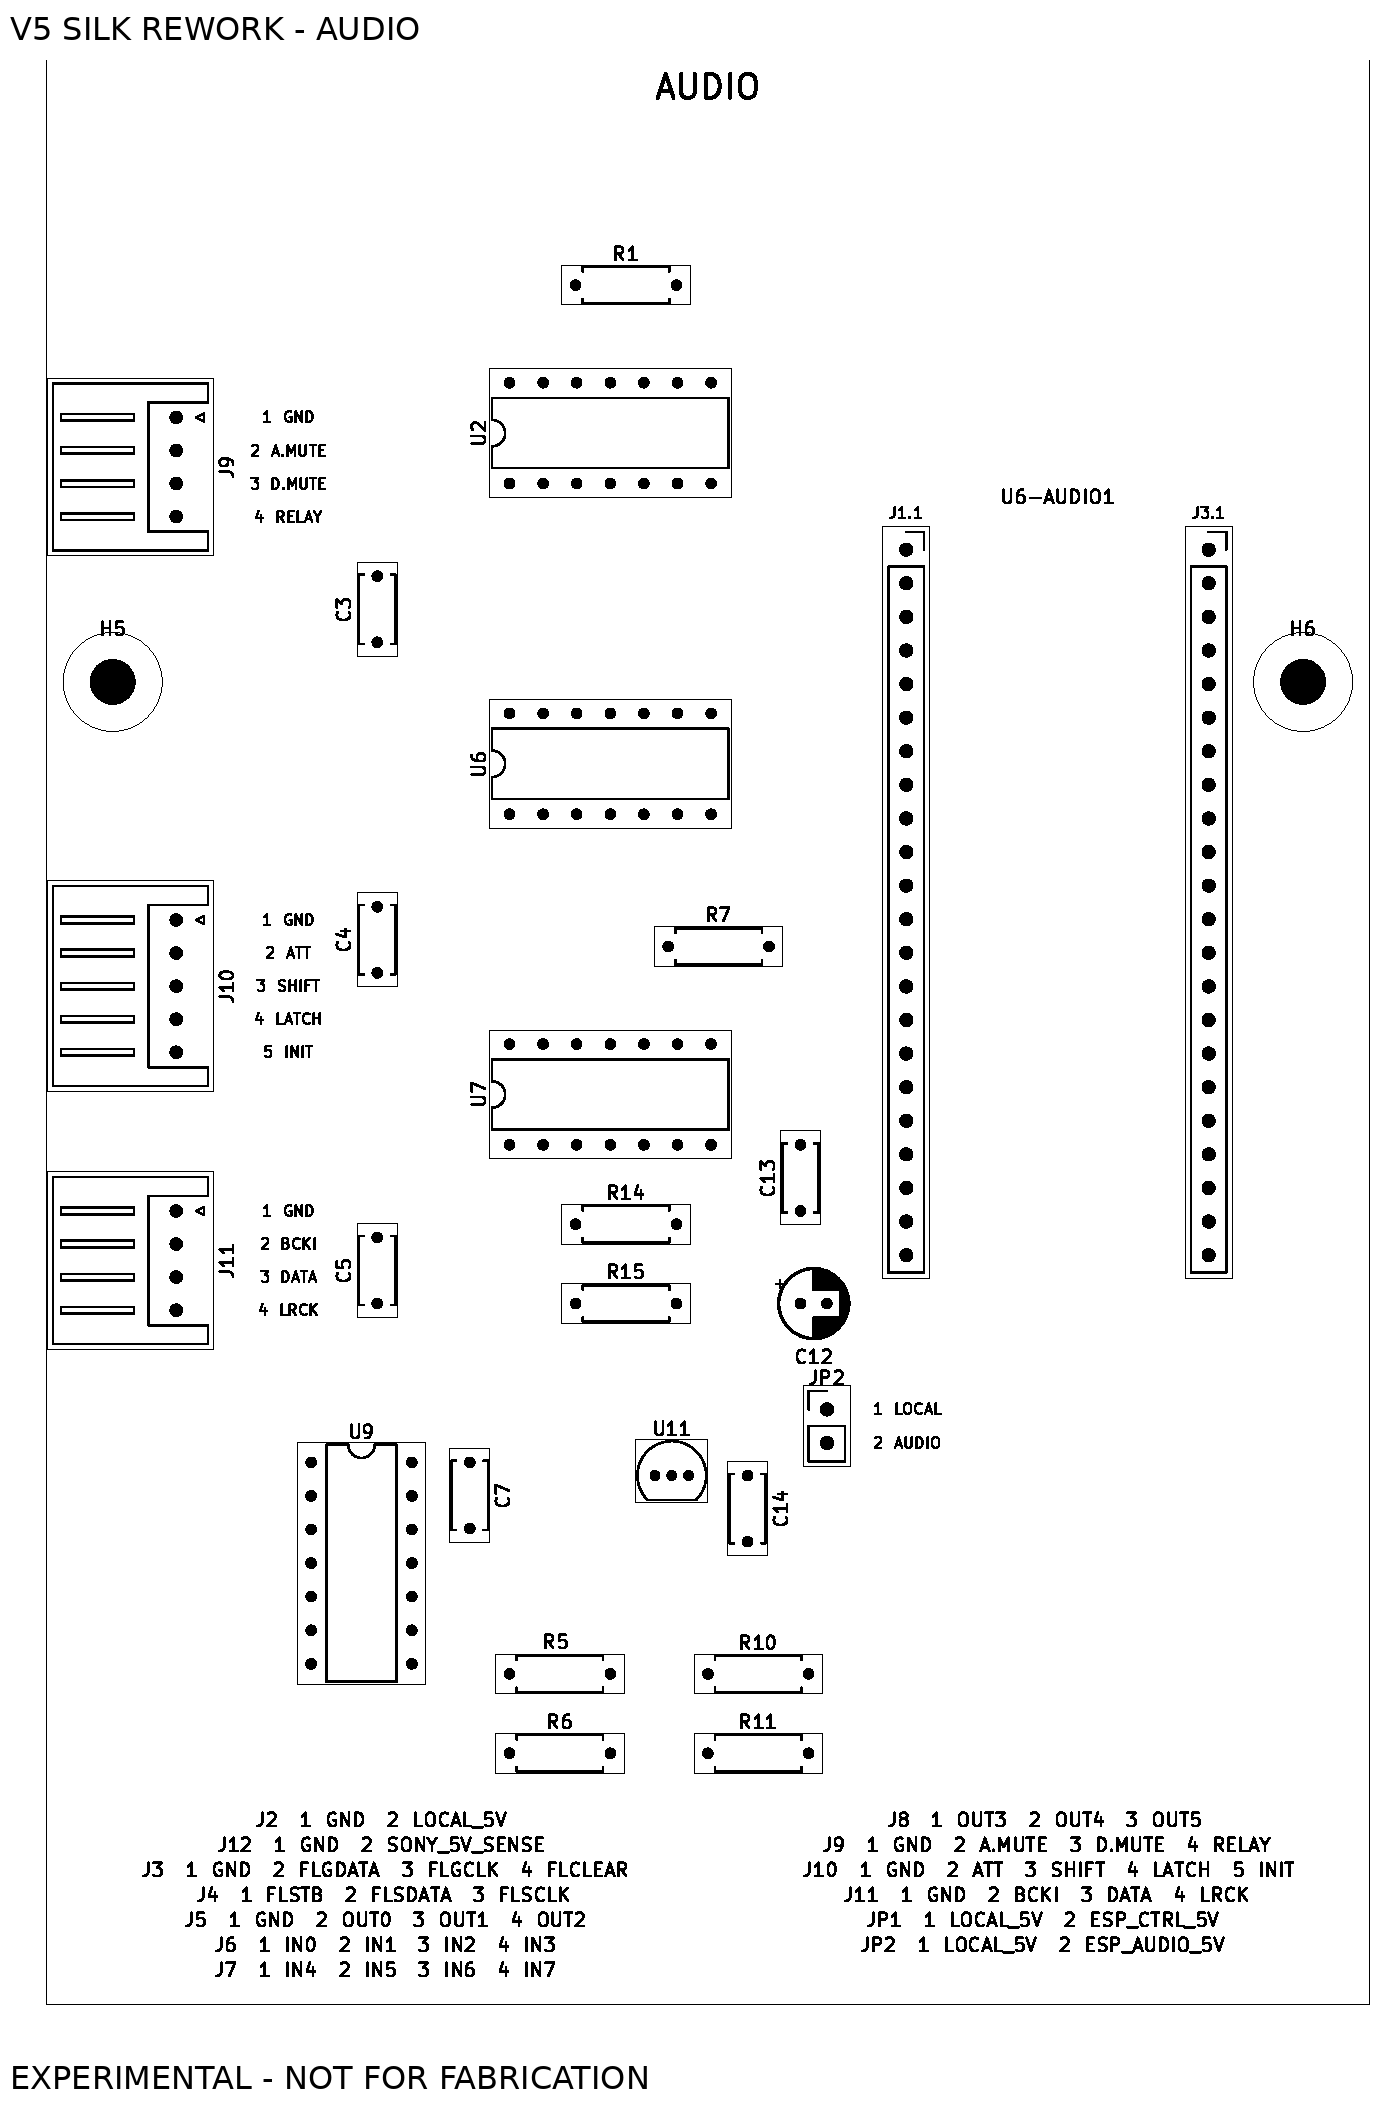 V5 SILK REWORK - AUDIO
AUDIO
R1
U2
J9
1 GND
2 A.MUTE
3 D.MUTE
4 RELAY
U6-AUDIO1
J1.1
J3.1
C3
H5
H6
U6
R7
J10
1 GND
2 ATT
3 SHIFT
4 LATCH
5 INIT
C4
U7
C13
R14
J11
1 GND
2 BCKI
3 DATA
4 LRCK
C5
R15
+
C12
JP2
1 LOCAL
2 AUDIO
U9
U11
C7
C14
R5
R10
R6
R11
J2 1 GND 2 LOCAL_5V
J12 1 GND 2 SONY_5V_SENSE
J3 1 GND 2 FLGDATA 3 FLGCLK 4 FLCLEAR
J4 1 FLSTB 2 FLSDATA 3 FLSCLK
J5 1 GND 2 OUT0 3 OUT1 4 OUT2
J6 1 IN0 2 IN1 3 IN2 4 IN3
J7 1 IN4 2 IN5 3 IN6 4 IN7
J8 1 OUT3 2 OUT4 3 OUT5
J9 1 GND 2 A.MUTE 3 D.MUTE 4 RELAY
J10 1 GND 2 ATT 3 SHIFT 4 LATCH 5 INIT
J11 1 GND 2 BCKI 3 DATA 4 LRCK
JP1 1 LOCAL_5V 2 ESP_CTRL_5V
JP2 1 LOCAL_5V 2 ESP_AUDIO_5V
EXPERIMENTAL - NOT FOR FABRICATION